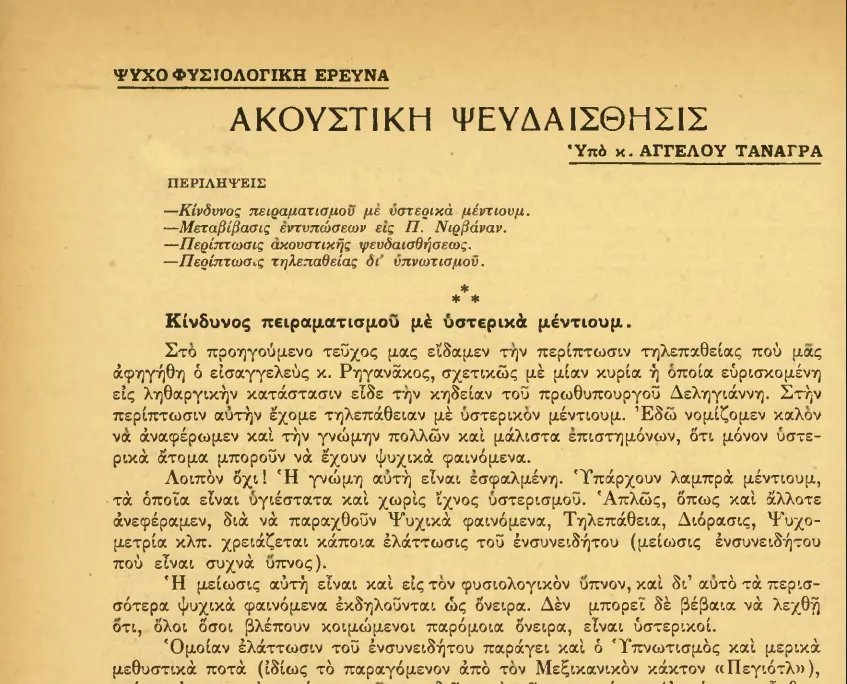 ΨΥΧΟΦΥΣΙΟΛΟΓΙΚΗ ΕΡΕΥΝΑ
ΑΚΟΥΣΤΙΚΗ ΨΕΥΔΑΙΣΘΗΣΙΣ
Ὑπὸ κ. ΑΓΓΕΛΟΥ ΤΑΝΑΓΡΑ
ΠΕΡΙΛΗΨΕΙΣ
—Κίνδυνος πειραματισμοῦ μὲ ὑστερικὰ μέντιουμ.
—Μεταβίβασις ἐντυπώσεων εἰς Π. Νιρβάναν.
—Περίπτωσις ἀκουστικῆς ψευδαισθήσεως.
—Περίπτωσις τηλεπαθείας δι' ὑπνωτισμοῦ.
*
* *
Κίνδυνος πειραματισμοῦ μὲ ὑστερικὰ μέντιουμ.
Στὸ προηγούμενο τεῦχος μας εἴδαμεν τὴν περίπτωσιν τηλεπαθείας ποὺ μᾶς
ἀφηγήθη ὁ εἰσαγγελεὺς κ. Ρηγανᾶκος, σχετικῶς μὲ μίαν κυρία ἡ ὁποία εὑρισκομένη
εἰς ληθαργικὴν κατάστασιν εἶδε τὴν κηδείαν τοῦ πρωθυπουργοῦ Δεληγιάννη. Στὴν
περίπτωσιν αὐτὴν ἔχομε τηλεπάθειαν μὲ ὑστερικὸν μέντιουμ. Ἐδῶ νομίζομεν καλὸν
νὰ ἀναφέρωμεν καὶ τὴν γνώμην πολλῶν καὶ μάλιστα ἐπιστημόνων, ὅτι μόνον ὑστε-
ρικὰ ἄτομα μποροῦν νὰ ἔχουν ψυχικὰ φαινόμενα.
Λοιπὸν ὄχι! Ἡ γνώμη αὐτὴ εἶναι ἐσφαλμένη. Ὑπάρχουν λαμπρὰ μέντιουμ,
τὰ ὁποῖα εἶναι ὑγιέστατα καὶ χωρὶς ἴχνος ὑστερισμοῦ. Ἁπλῶς, ὅπως καὶ ἄλλοτε
ἀνεφέραμεν, διὰ νὰ παραχθοῦν Ψυχικὰ φαινόμενα, Τηλεπάθεια, Διόρασις, Ψυχο-
μετρία κλπ. χρειάζεται κάποια ἐλάττωσις τοῦ ἐνσυνειδήτου (μείωσις ἐνσυνειδήτου
ποὺ εἶναι συχνὰ ὕπνος).
Ἡ μείωσις αὐτὴ εἶναι καὶ εἰς τὸν φυσιολογικὸν ὕπνον, καὶ δι' αὐτὸ τὰ περισ-
σότερα ψυχικὰ φαινόμενα ἐκδηλοῦνται ὡς ὄνειρα. Δὲν μπορεῖ δὲ βέβαια νὰ λεχθῇ
ὅτι, ὅλοι ὅσοι βλέπουν κοιμώμενοι παρόμοια ὄνειρα, εἶναι ὑστερικοί.
Ὁμοίαν ἐλάττωσιν τοῦ ἐνσυνειδήτου παράγει καὶ ὁ Ὑπνωτισμὸς καὶ μερικὰ
μεθυστικὰ ποτὰ (ἰδίως τὸ παραγόμενον ἀπὸ τὸν Μεξικανικὸν κάκτον «Πεγιότλ»),